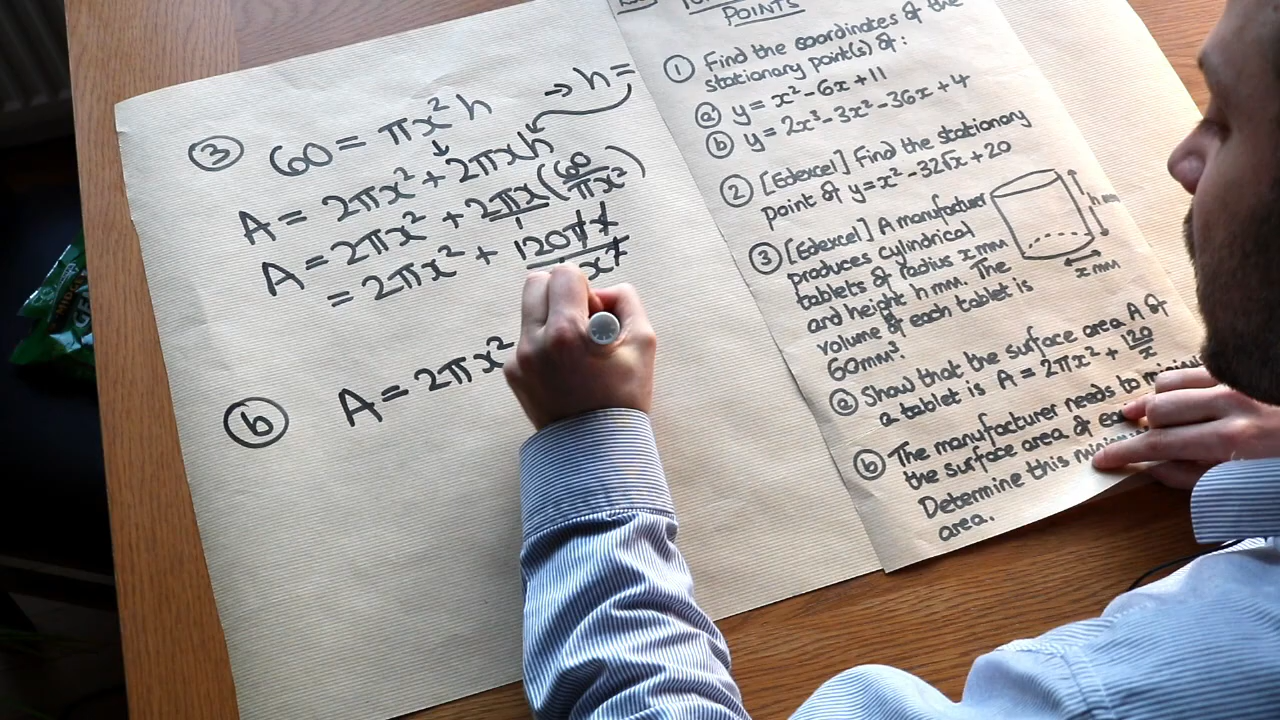 ③ 60 = πx²h → h =
A = 2πx² + 2πxh
A = 2πx² + 2πx(60/πx²)
= 2πx² + 120πx/πx²
ⓑ A = 2πx²
POINTS
① Find the coordinates of the
stationary point(s) of:
ⓐ y = x² - 6x + 11
ⓑ y = 2x³ - 3x² - 36x + 4
② [Edexcel] Find the stationary
point of y = x² - 32√x + 20
③ [Edexcel] A manufacturer
produces cylindrical
tablets of radius x mm
and height h mm. The
volume of each tablet is
60mm³.
h
x mm
ⓐ Show that the surface area A of
a tablet is A = 2πx² + 120/x
ⓑ The manufacturer needs to
the surface area of
Determine this
area.